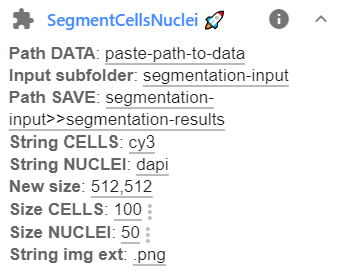 SegmentCellsNuclei 🚀
Path DATA: paste-path-to-data
Input subfolder: segmentation-input
Path SAVE: segmentation-
input>>segmentation-results
String CELLS: cy3
String NUCLEI: dapi
New size: 512,512
Size CELLS: 100
Size NUCLEI: 50
String img ext: .png